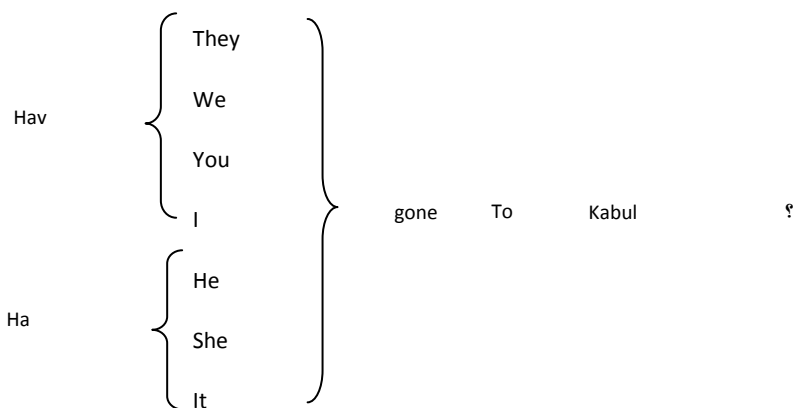 They
We
Hav
You
I
gone To Kabul ؟
He
Ha
She
It